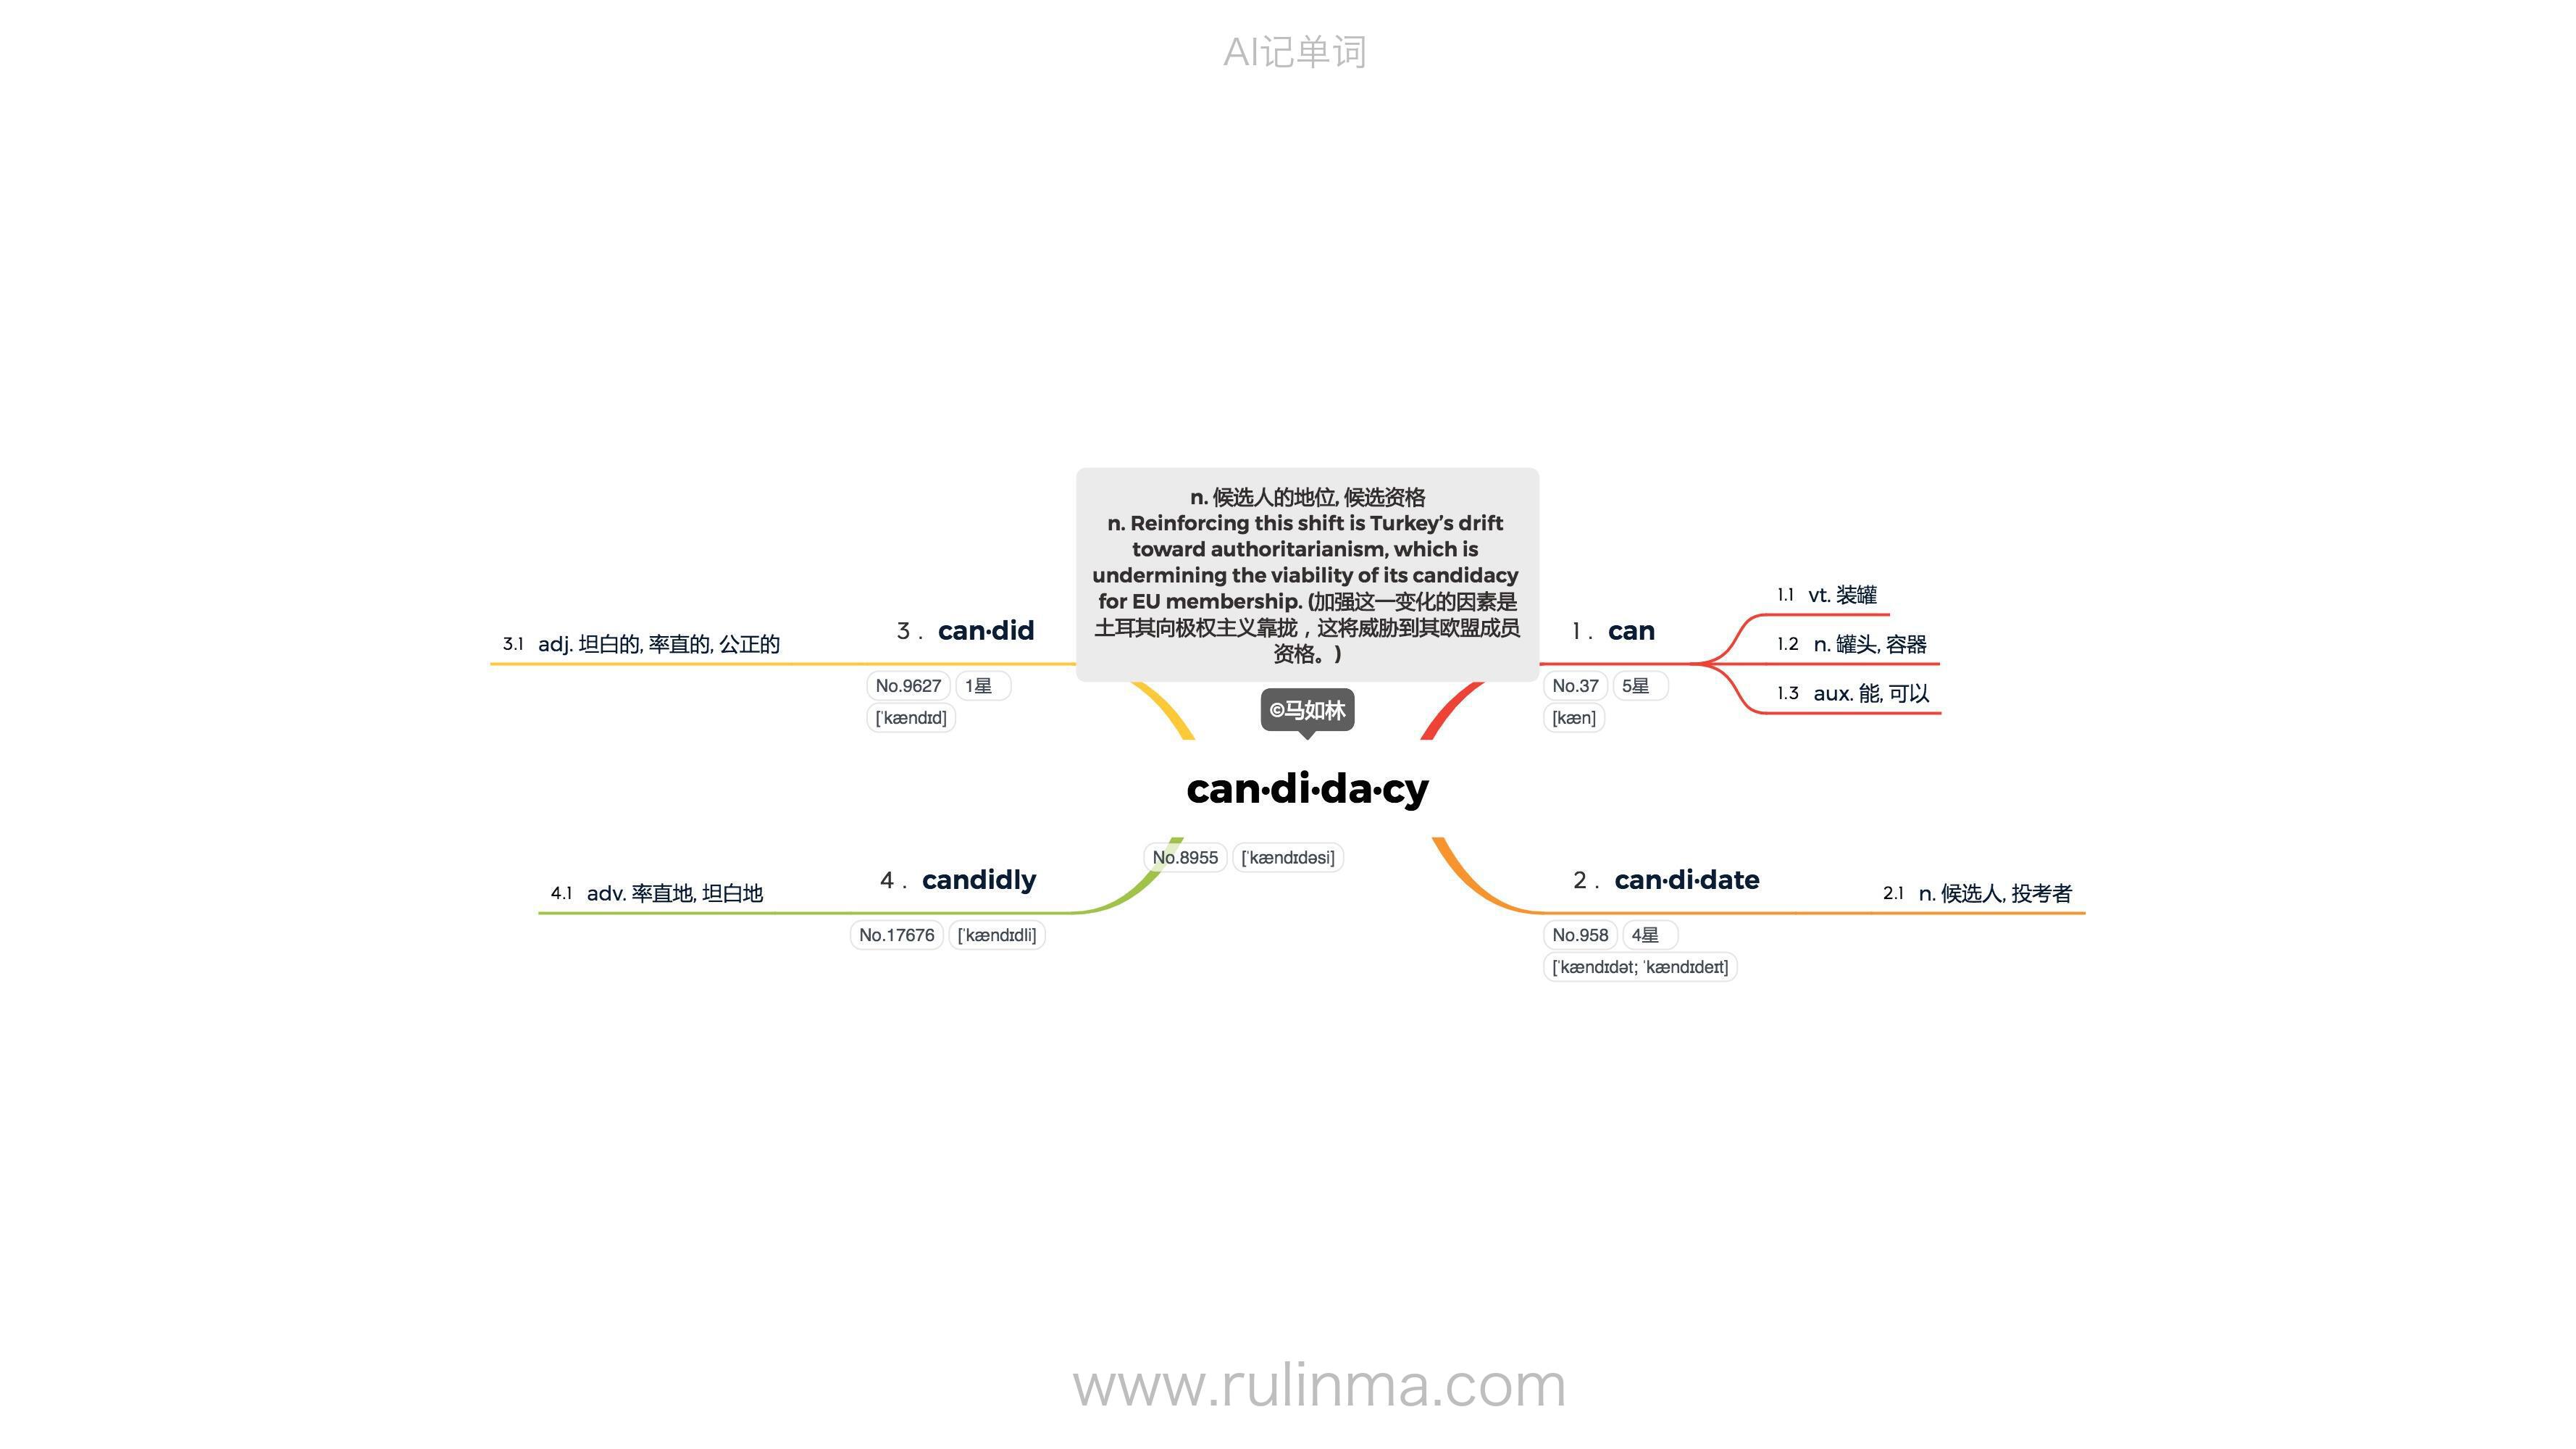 AI记单词
n. 候选人的地位, 候选资格
n. Reinforcing this shift is Turkey’s drift
toward authoritarianism, which is
undermining the viability of its candidacy
for EU membership. (加强这一变化的因素是
土耳其向极权主义靠拢，这将威胁到其欧盟成员
资格。)
©马如林
can·di·da·cy
No.8955 [ˈkændɪdəsi]
1 . can
No.37 5星
[kæn]
1.1 vt. 装罐
1.2 n. 罐头, 容器
1.3 aux. 能, 可以
2 . can·di·date
No.958 4星
[ˈkændɪdət; ˈkændɪdeɪt]
2.1 n. 候选人, 投考者
3 . can·did
No.9627 1星
[ˈkændɪd]
3.1 adj. 坦白的, 率直的, 公正的
4 . candidly
No.17676 [ˈkændɪdli]
4.1 adv. 率直地, 坦白地
www.rulinma.com